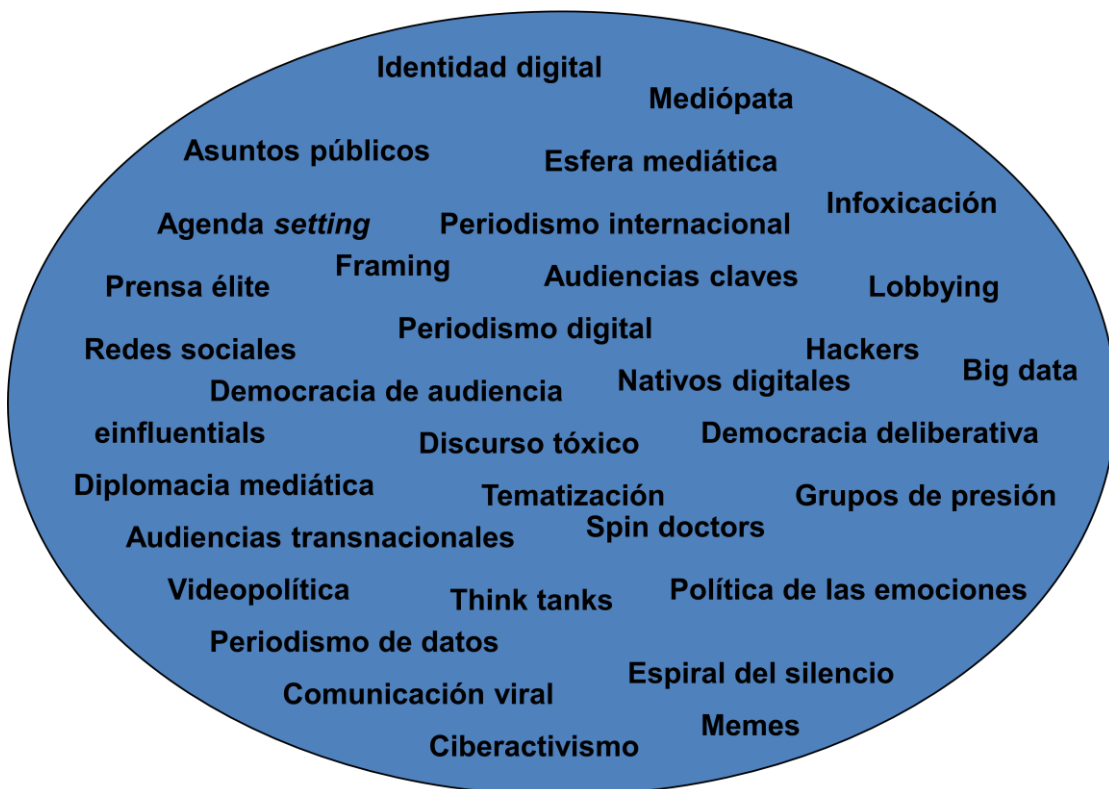 Identidad digital
Mediópata
Asuntos públicos
Esfera mediática
Infoxicación
Agenda setting
Periodismo internacional
Framing
Audiencias claves
Prensa élite
Lobbying
Periodismo digital
Redes sociales
Hackers
Big data
Democracia de audiencia
Nativos digitales
einfluentials
Discurso tóxico
Democracia deliberativa
Diplomacia mediática
Tematización
Grupos de presión
Audiencias transnacionales
Spin doctors
Videopolítica
Think tanks
Política de las emociones
Periodismo de datos
Espiral del silencio
Comunicación viral
Memes
Ciberactivismo